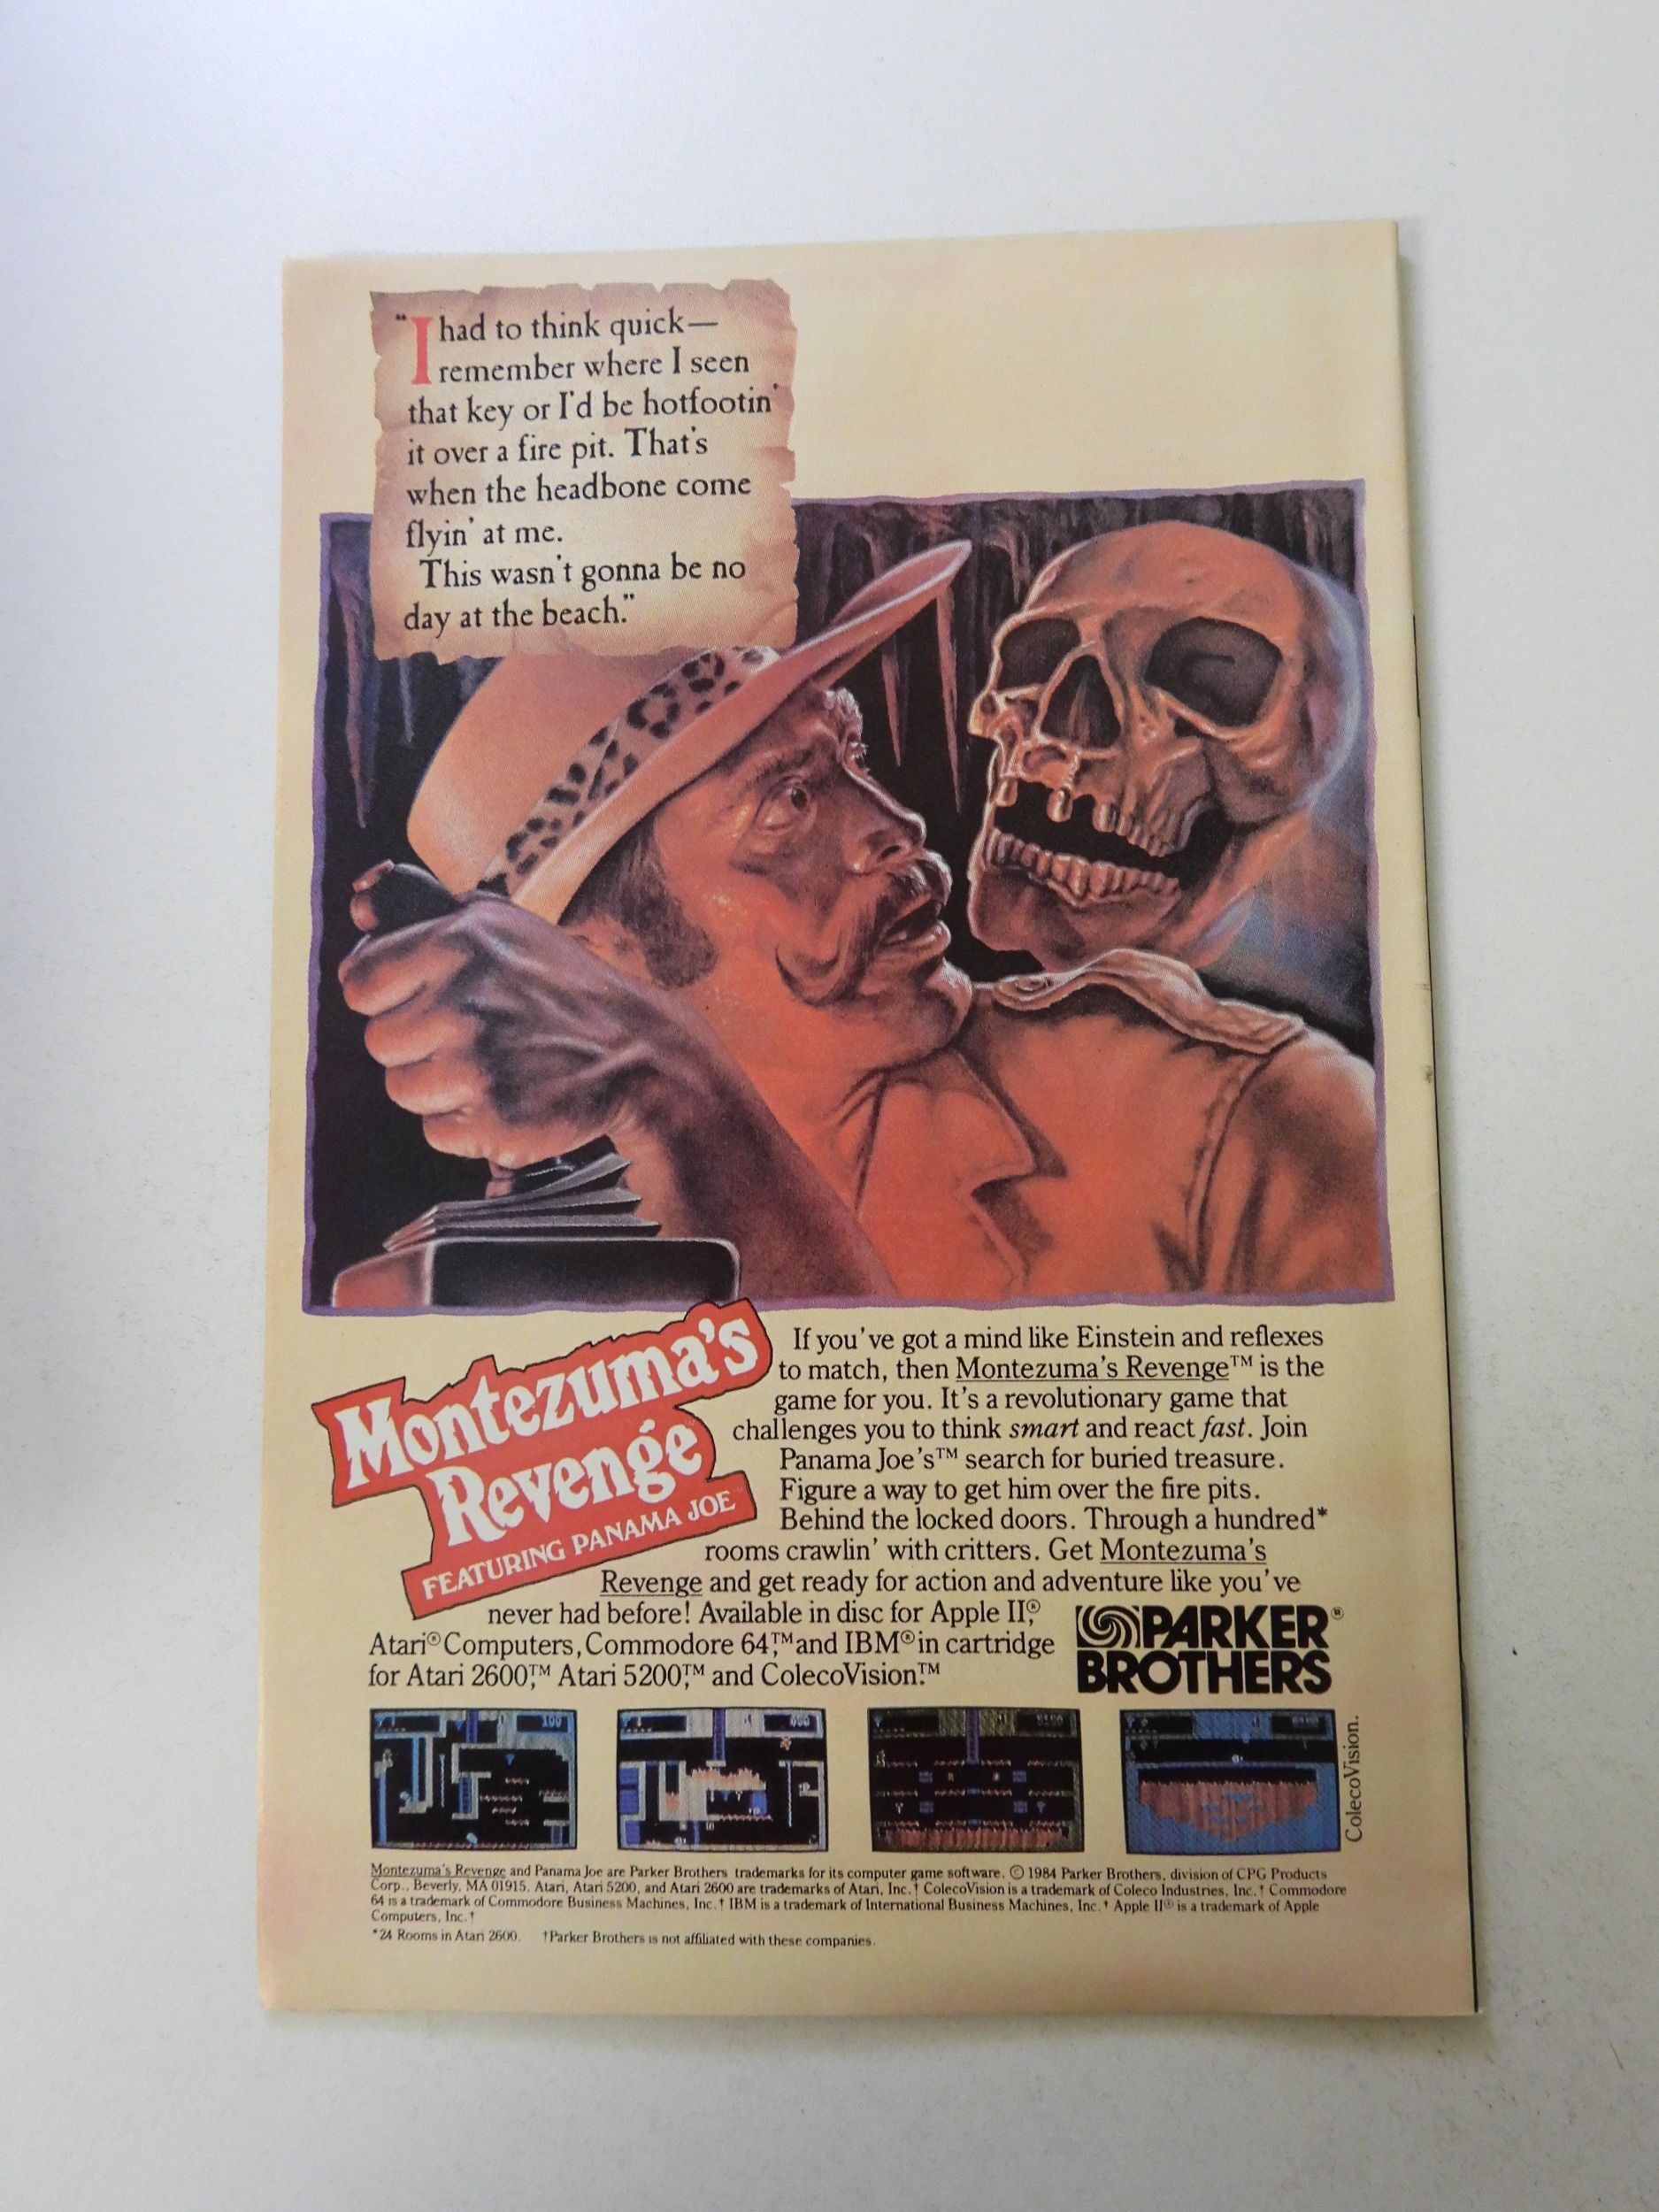 "I had to think quick—
remember where I seen
that key or I'd be hotfootin'
it over a fire pit. That's
when the headbone come
flyin' at me.
This wasn't gonna be no
day at the beach."
Montezuma's
Revenge™
FEATURING PANAMA JOE™
If you've got a mind like Einstein and reflexes
to match, then Montezuma's Revenge™ is the
game for you. It's a revolutionary game that
challenges you to think smart and react fast. Join
Panama Joe's™ search for buried treasure.
Figure a way to get him over the fire pits.
Behind the locked doors. Through a hundred*
rooms crawlin' with critters. Get Montezuma's
Revenge and get ready for action and adventure like you've
never had before! Available in disc for Apple II,®
Atari® Computers, Commodore 64,™ and IBM® in cartridge
for Atari 2600,™ Atari 5200,™ and ColecoVision.™
PARKER®
BROTHERS
ColecoVision.
Montezuma's Revenge and Panama Joe are Parker Brothers trademarks for its computer game software. © 1984 Parker Brothers, division of CPG Products
Corp., Beverly, MA 01915. Atari, Atari 5200, and Atari 2600 are trademarks of Atari, Inc.† ColecoVision is a trademark of Coleco Industries, Inc.† Commodore
64 is a trademark of Commodore Business Machines, Inc.† IBM is a trademark of International Business Machines, Inc.† Apple II® is a trademark of Apple
Computers, Inc.†
*24 Rooms in Atari 2600. †Parker Brothers is not affiliated with these companies.